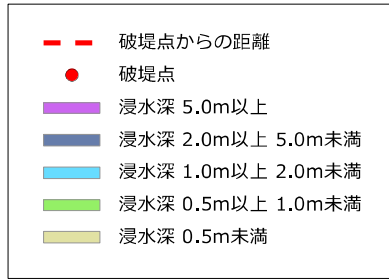 破堤点からの距離
破堤点
浸水深 5.0m以上
浸水深 2.0m以上 5.0m未満
浸水深 1.0m以上 2.0m未満
浸水深 0.5m以上 1.0m未満
浸水深 0.5m未満